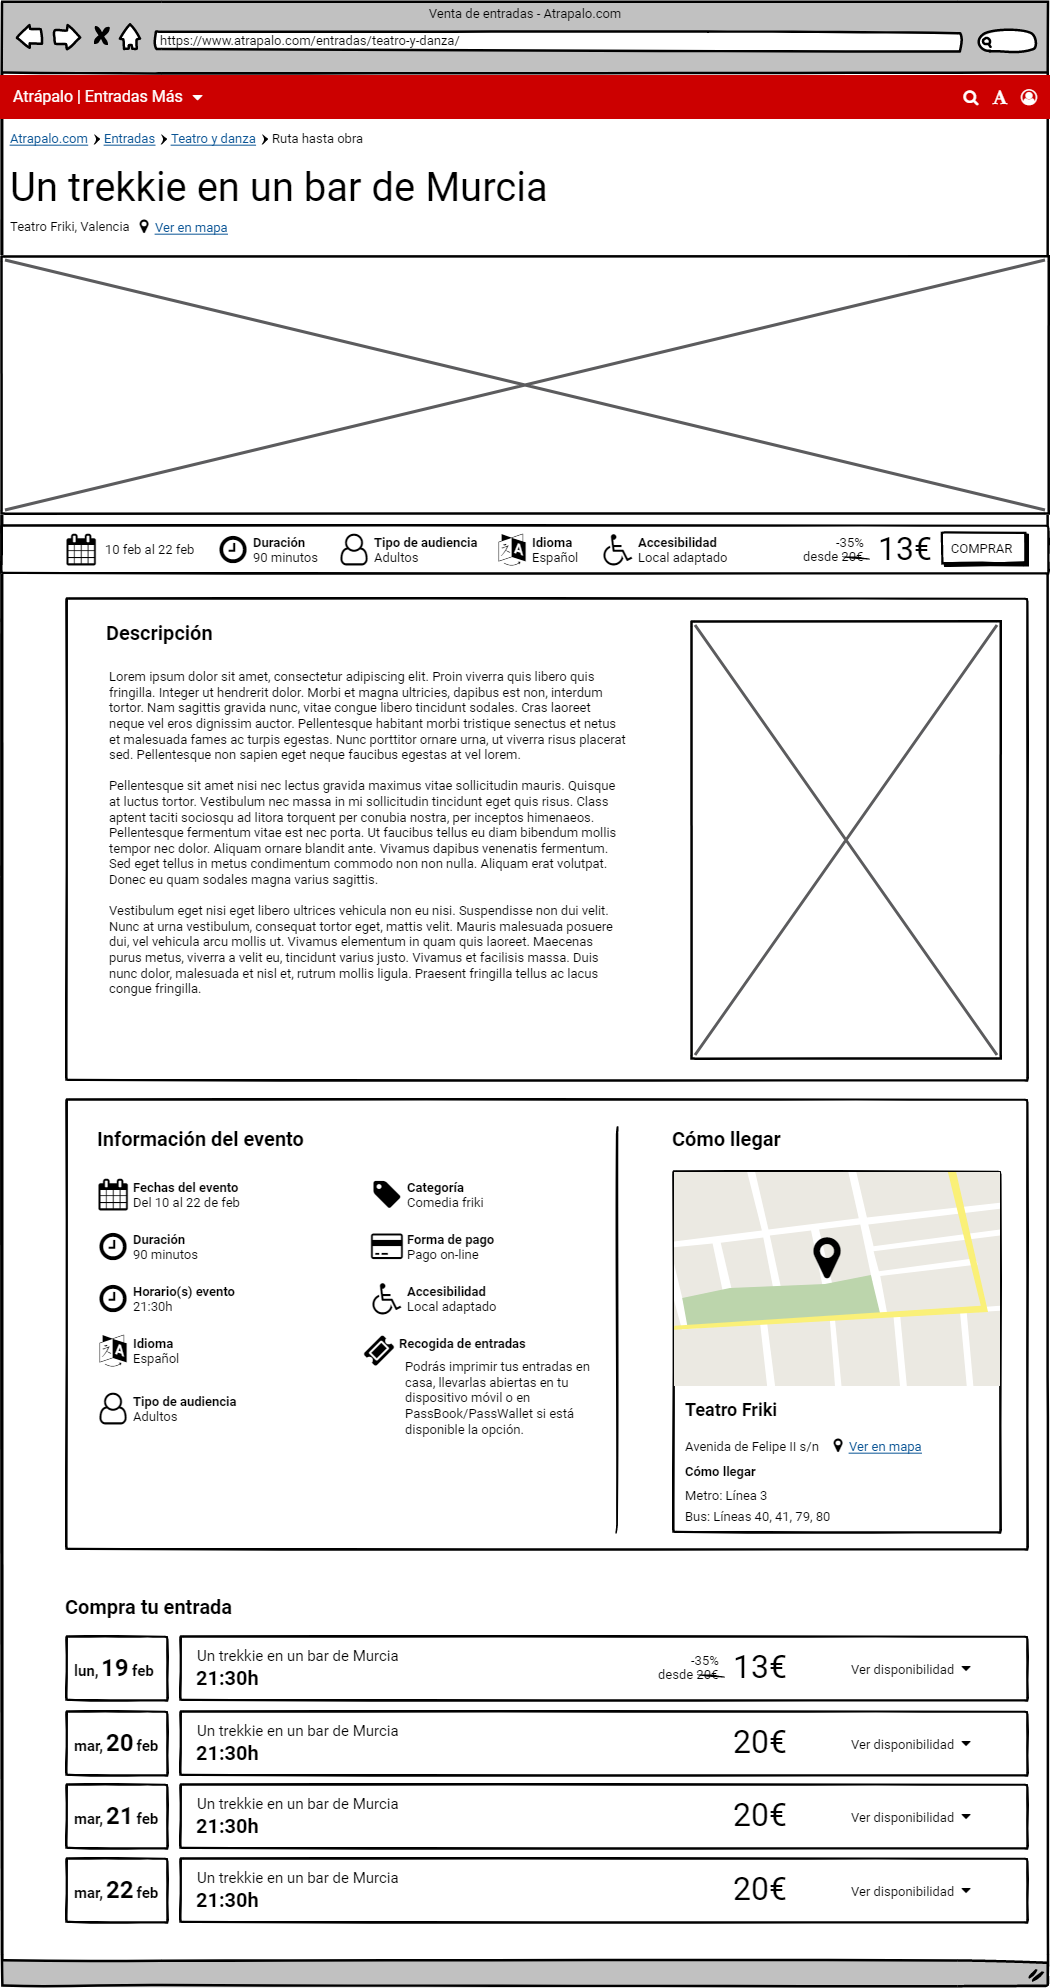 Venta de entradas - Atrapalo.com
https://www.atrapalo.com/entradas/teatro-y-danza/
Atrápalo | Entradas Más
Atrapalo.com Entradas Teatro y danza Ruta hasta obra
Un trekkie en un bar de Murcia
Teatro Friki, Valencia Ver en mapa
10 feb al 22 feb
Duración
90 minutos
Tipo de audiencia
Adultos
Idioma
Español
Accesibilidad
Local adaptado
-35%
desde 20€
13€
COMPRAR
Descripción
Lorem ipsum dolor sit amet, consectetur adipiscing elit. Proin viverra quis libero quis
fringilla. Integer ut hendrerit dolor. Morbi et magna ultricies, dapibus est non, interdum
tortor. Nam sagittis gravida nunc, vitae congue libero tincidunt sodales. Cras laoreet
neque vel eros dignissim auctor. Pellentesque habitant morbi tristique senectus et netus
et malesuada fames ac turpis egestas. Nunc porttitor ornare urna, ut viverra risus placerat
sed. Pellentesque non sapien eget neque faucibus egestas at vel lorem.
Pellentesque sit amet nisi nec lectus gravida maximus vitae sollicitudin mauris. Quisque
at luctus tortor. Vestibulum nec massa in mi sollicitudin tincidunt eget quis risus. Class
aptent taciti sociosqu ad litora torquent per conubia nostra, per inceptos himenaeos.
Pellentesque fermentum vitae est nec porta. Ut faucibus tellus eu diam bibendum mollis
tempor nec dolor. Aliquam ornare blandit ante. Vivamus dapibus venenatis fermentum.
Sed eget tellus in metus condimentum commodo non non nulla. Aliquam erat volutpat.
Donec eu quam sodales magna varius sagittis.
Vestibulum eget nisi eget libero ultrices vehicula non eu nisi. Suspendisse non dui velit.
Nunc at urna vestibulum, consequat tortor eget, mattis velit. Mauris malesuada posuere
dui, vel vehicula arcu mollis ut. Vivamus elementum in quam quis laoreet. Maecenas
purus metus, viverra a velit eu, tincidunt varius justo. Vivamus et facilisis massa. Duis
nunc dolor, malesuada et nisl et, rutrum mollis ligula. Praesent fringilla tellus ac lacus
congue fringilla.
Información del evento
Fechas del evento
Del 10 al 22 de feb
Duración
90 minutos
Horario(s) evento
21:30h
Idioma
Español
Tipo de audiencia
Adultos
Categoría
Comedia friki
Forma de pago
Pago on-line
Accesibilidad
Local adaptado
Recogida de entradas
Podrás imprimir tus entradas en
casa, llevarlas abiertas en tu
dispositivo móvil o en
PassBook/PassWallet si está
disponible la opción.
Cómo llegar
Teatro Friki
Avenida de Felipe II s/n Ver en mapa
Cómo llegar
Metro: Línea 3
Bus: Líneas 40, 41, 79, 80
Compra tu entrada
lun, 19 feb
Un trekkie en un bar de Murcia
21:30h
-35%
desde 20€
13€
Ver disponibilidad
mar, 20 feb
Un trekkie en un bar de Murcia
21:30h
20€
Ver disponibilidad
mar, 21 feb
Un trekkie en un bar de Murcia
21:30h
20€
Ver disponibilidad
mar, 22 feb
Un trekkie en un bar de Murcia
21:30h
20€
Ver disponibilidad